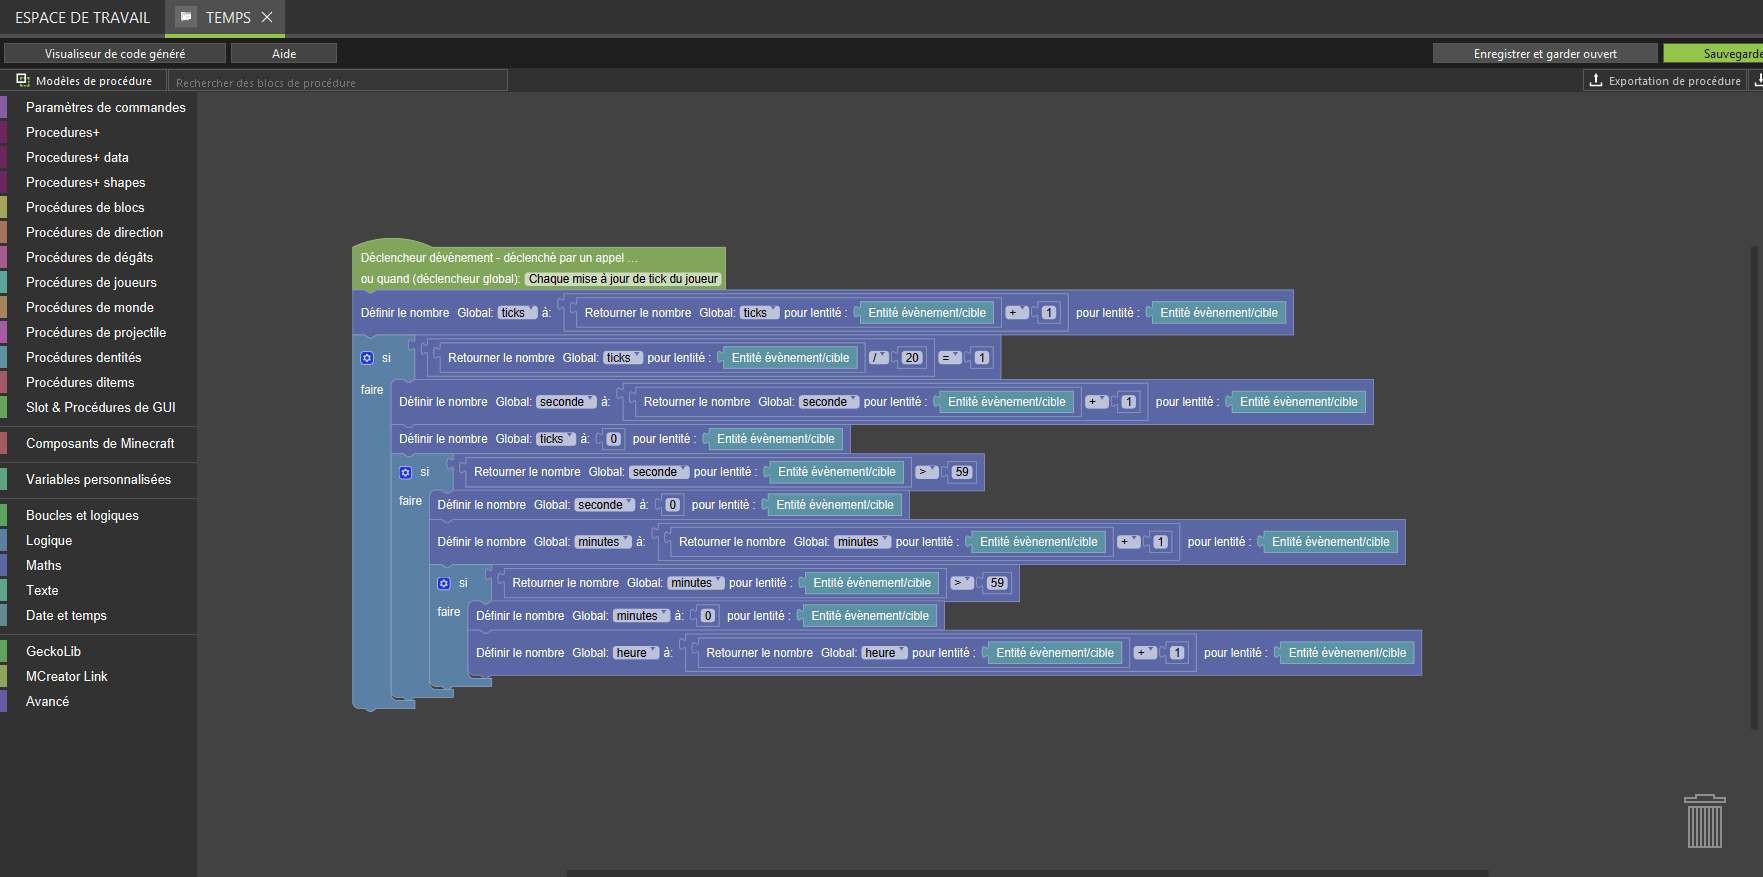 ESPACE DE TRAVAIL TEMPS
Visualiseur de code généré Aide Enregistrer et garder ouvert Sauvegarde
Modèles de procédure Rechercher des blocs de procédure Exportation de procédure
Paramètres de commandes
Procedures+
Procedures+ data
Procedures+ shapes
Procédures de blocs
Procédures de direction
Procédures de dégâts
Procédures de joueurs
Procédures de monde
Procédures de projectile
Procédures dentités
Procédures ditems
Slot & Procédures de GUI
Composants de Minecraft
Variables personnalisées
Boucles et logiques
Logique
Maths
Texte
Date et temps
GeckoLib
MCreator Link
Avancé
Déclencheur dévénement - déclenché par un appel ...
ou quand (déclencheur global): Chaque mise à jour de tick du joueur
Définir le nombre Global: ticks à: Retourner le nombre Global: ticks pour lentité : Entité évènement/cible + 1 pour lentité : Entité évènement/cible
si Retourner le nombre Global: ticks pour lentité : Entité évènement/cible / 20 = 1
faire
Définir le nombre Global: seconde à: Retourner le nombre Global: seconde pour lentité : Entité évènement/cible + 1 pour lentité : Entité évènement/cible
Définir le nombre Global: ticks à: 0 pour lentité : Entité évènement/cible
si Retourner le nombre Global: seconde pour lentité : Entité évènement/cible > 59
faire Définir le nombre Global: seconde à: 0 pour lentité : Entité évènement/cible
Définir le nombre Global: minutes à: Retourner le nombre Global: minutes pour lentité : Entité évènement/cible + 1 pour lentité : Entité évènement/cible
si Retourner le nombre Global: minutes pour lentité : Entité évènement/cible > 59
faire Définir le nombre Global: minutes à: 0 pour lentité : Entité évènement/cible
Définir le nombre Global: heure à: Retourner le nombre Global: heure pour lentité : Entité évènement/cible + 1 pour lentité : Entité évènement/cible